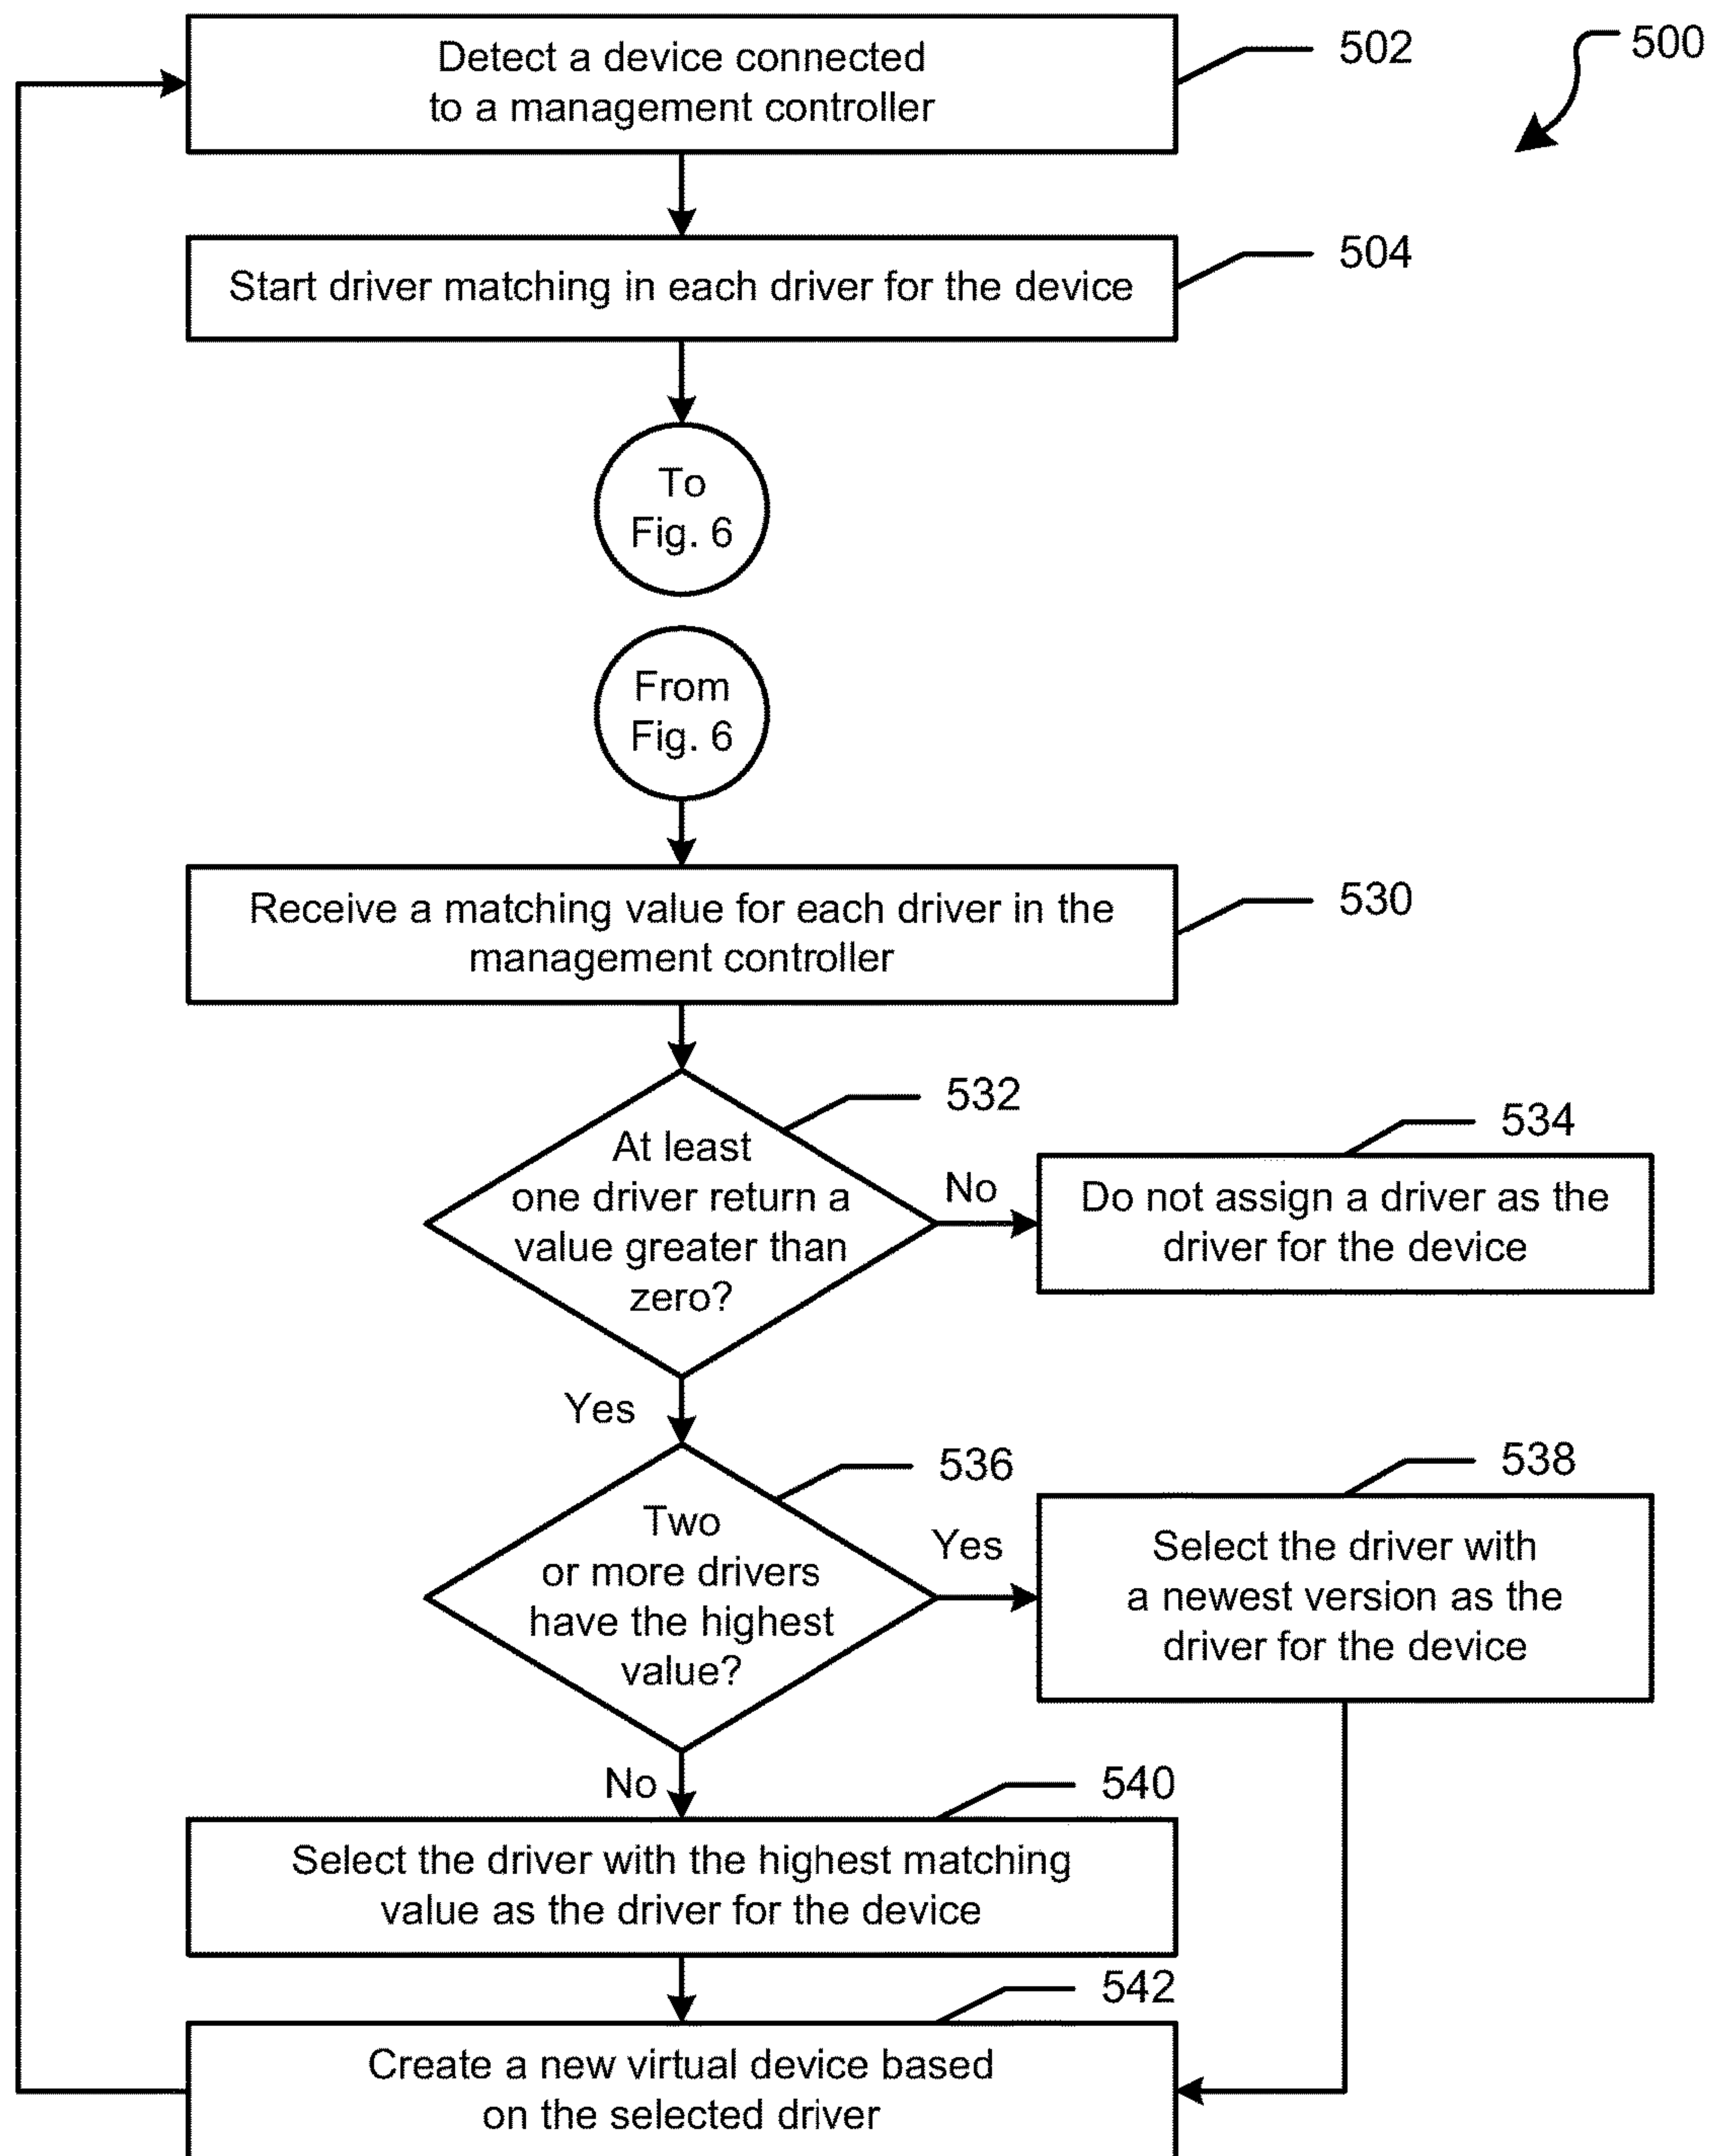 500
Detect a device connected
to a management controller
502
Start driver matching in each driver for the device
504
To
Fig. 6
From
Fig. 6
Receive a matching value for each driver in the
management controller
530
At least
one driver return a
value greater than
zero?
532
No
Do not assign a driver as the
driver for the device
534
Yes
Two
or more drivers
have the highest
value?
536
Yes
Select the driver with
a newest version as the
driver for the device
538
No
Select the driver with the highest matching
value as the driver for the device
540
Create a new virtual device based
on the selected driver
542